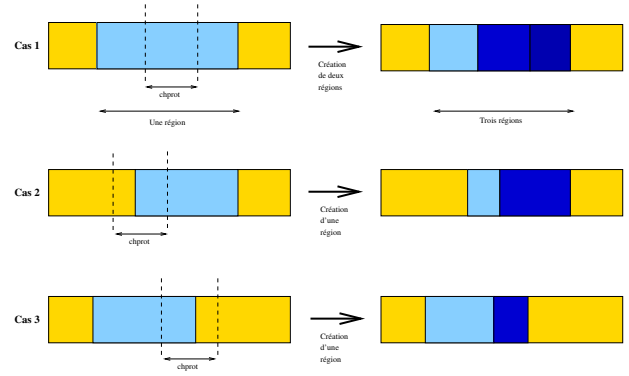 Cas 1
chprot
Une région
Création
de deux
régions
Trois régions
Cas 2
chprot
Création
d'une
région
Cas 3
chprot
Création
d'une
région